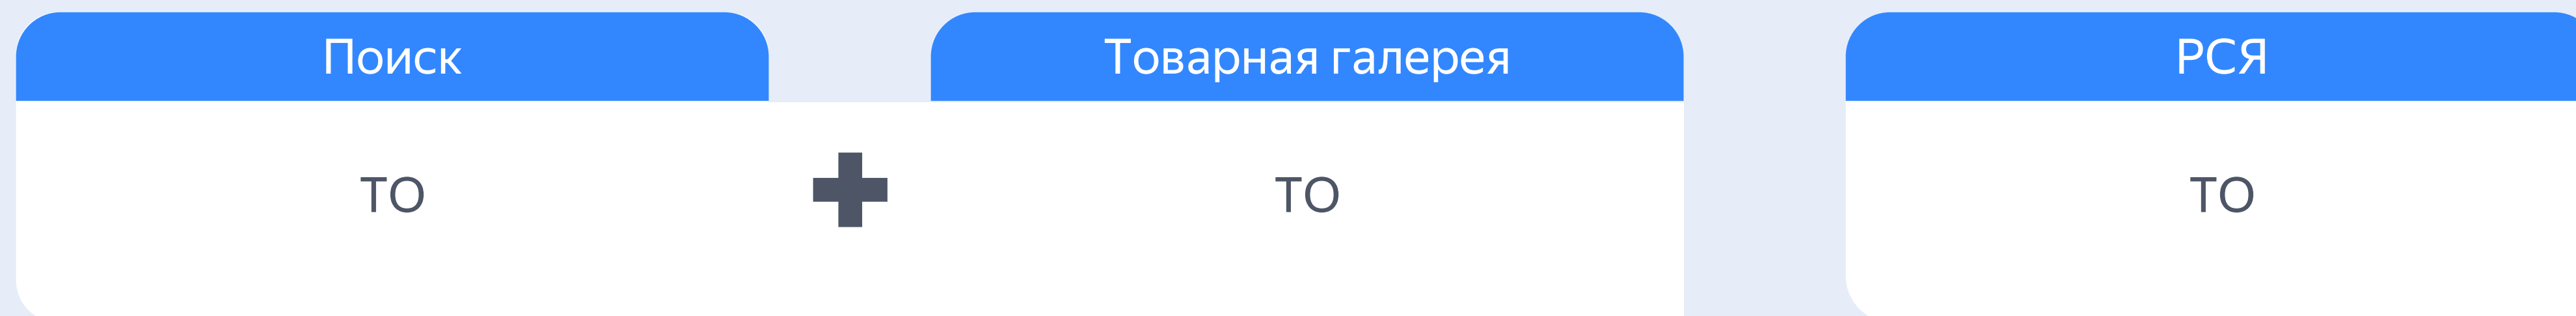 Поиск
Товарная галерея
РСЯ
ТО
ТО
ТО